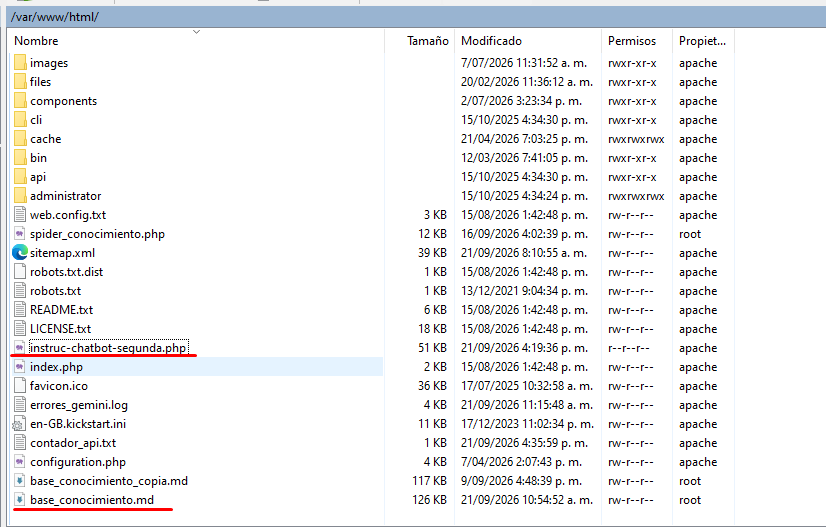 /var/www/html/
Nombre Tamaño Modificado Permisos Propiet...
images 7/07/2026 11:31:52 a. m. rwxr-xr-x apache
files 20/02/2026 11:36:12 a. m. rwxr-xr-x apache
components 2/07/2026 3:23:34 p. m. rwxr-xr-x apache
cli 15/10/2025 4:34:30 p. m. rwxr-xr-x apache
cache 21/04/2026 7:03:25 p. m. rwxrwxrwx apache
bin 12/03/2026 7:41:05 p. m. rwxr-xr-x apache
api 15/10/2025 4:34:30 p. m. rwxr-xr-x apache
administrator 15/10/2025 4:34:24 p. m. rwxrwxrwx apache
web.config.txt 3 KB 15/08/2026 1:42:48 p. m. rw-r--r-- apache
spider_conocimiento.php 12 KB 16/09/2026 4:02:39 p. m. rw-r--r-- root
sitemap.xml 39 KB 21/09/2026 8:10:55 a. m. rw-r--r-- apache
robots.txt.dist 1 KB 15/08/2026 1:42:48 p. m. rw-r--r-- apache
robots.txt 1 KB 13/12/2021 9:04:34 p. m. rw-r--r-- apache
README.txt 6 KB 15/08/2026 1:42:48 p. m. rw-r--r-- apache
LICENSE.txt 18 KB 15/08/2026 1:42:48 p. m. rw-r--r-- apache
instruc-chatbot-segunda.php 51 KB 21/09/2026 4:19:36 p. m. r--r--r-- apache
index.php 2 KB 15/08/2026 1:42:48 p. m. rw-r--r-- apache
favicon.ico 36 KB 17/07/2025 10:32:58 a. m. rw-r--r-- apache
errores_gemini.log 4 KB 21/09/2026 11:15:48 a. m. rw-r--r-- apache
en-GB.kickstart.ini 11 KB 17/12/2023 11:02:34 p. m. rw-r--r-- apache
contador_api.txt 1 KB 21/09/2026 4:35:59 p. m. rw-r--r-- apache
configuration.php 4 KB 7/04/2026 2:07:43 p. m. rw-r--r-- apache
base_conocimiento_copia.md 117 KB 9/09/2026 4:48:39 p. m. rw-r--r-- root
base_conocimiento.md 126 KB 21/09/2026 10:54:52 a. m. rw-r--r-- root